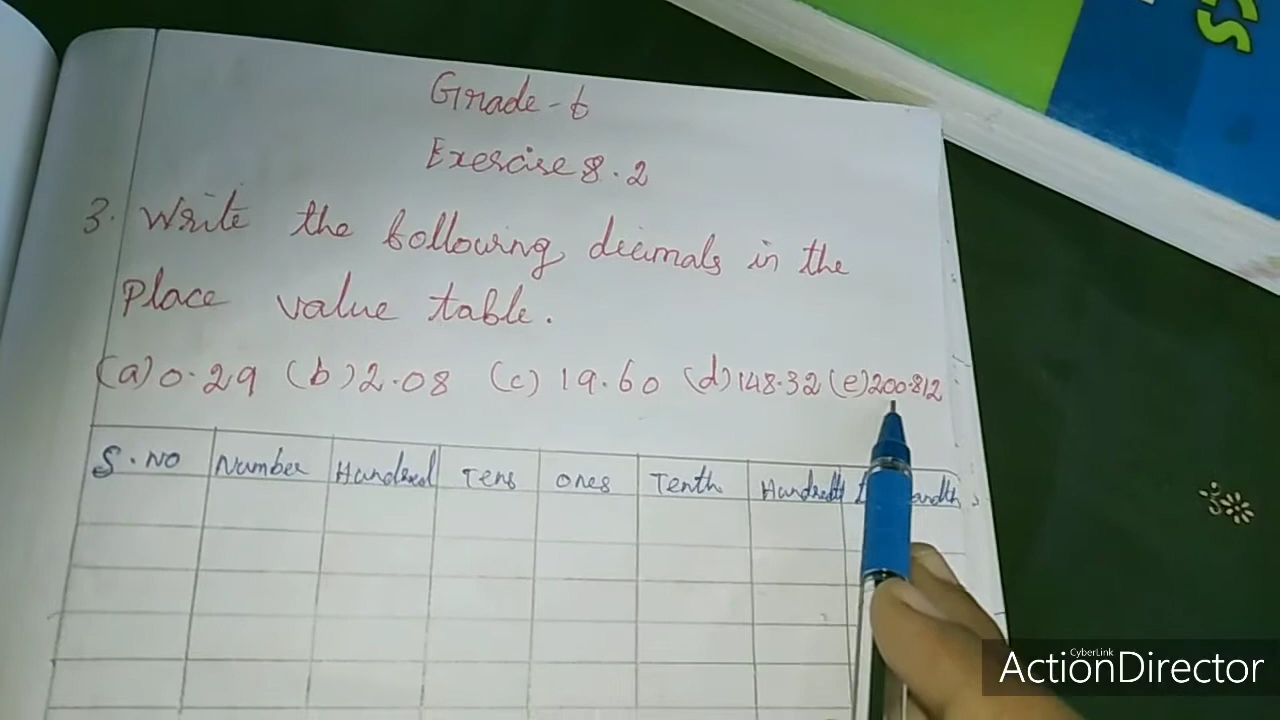 Grade-6
Exercise 8.2
3. Write the following decimals in the
Place value table.
(a) 0.29 (b) 2.08 (c) 19.60 (d) 148.32 (e) 200.812
S.No Number Hundred Tens Ones Tenth Hundredth
CyberLink
ActionDirector